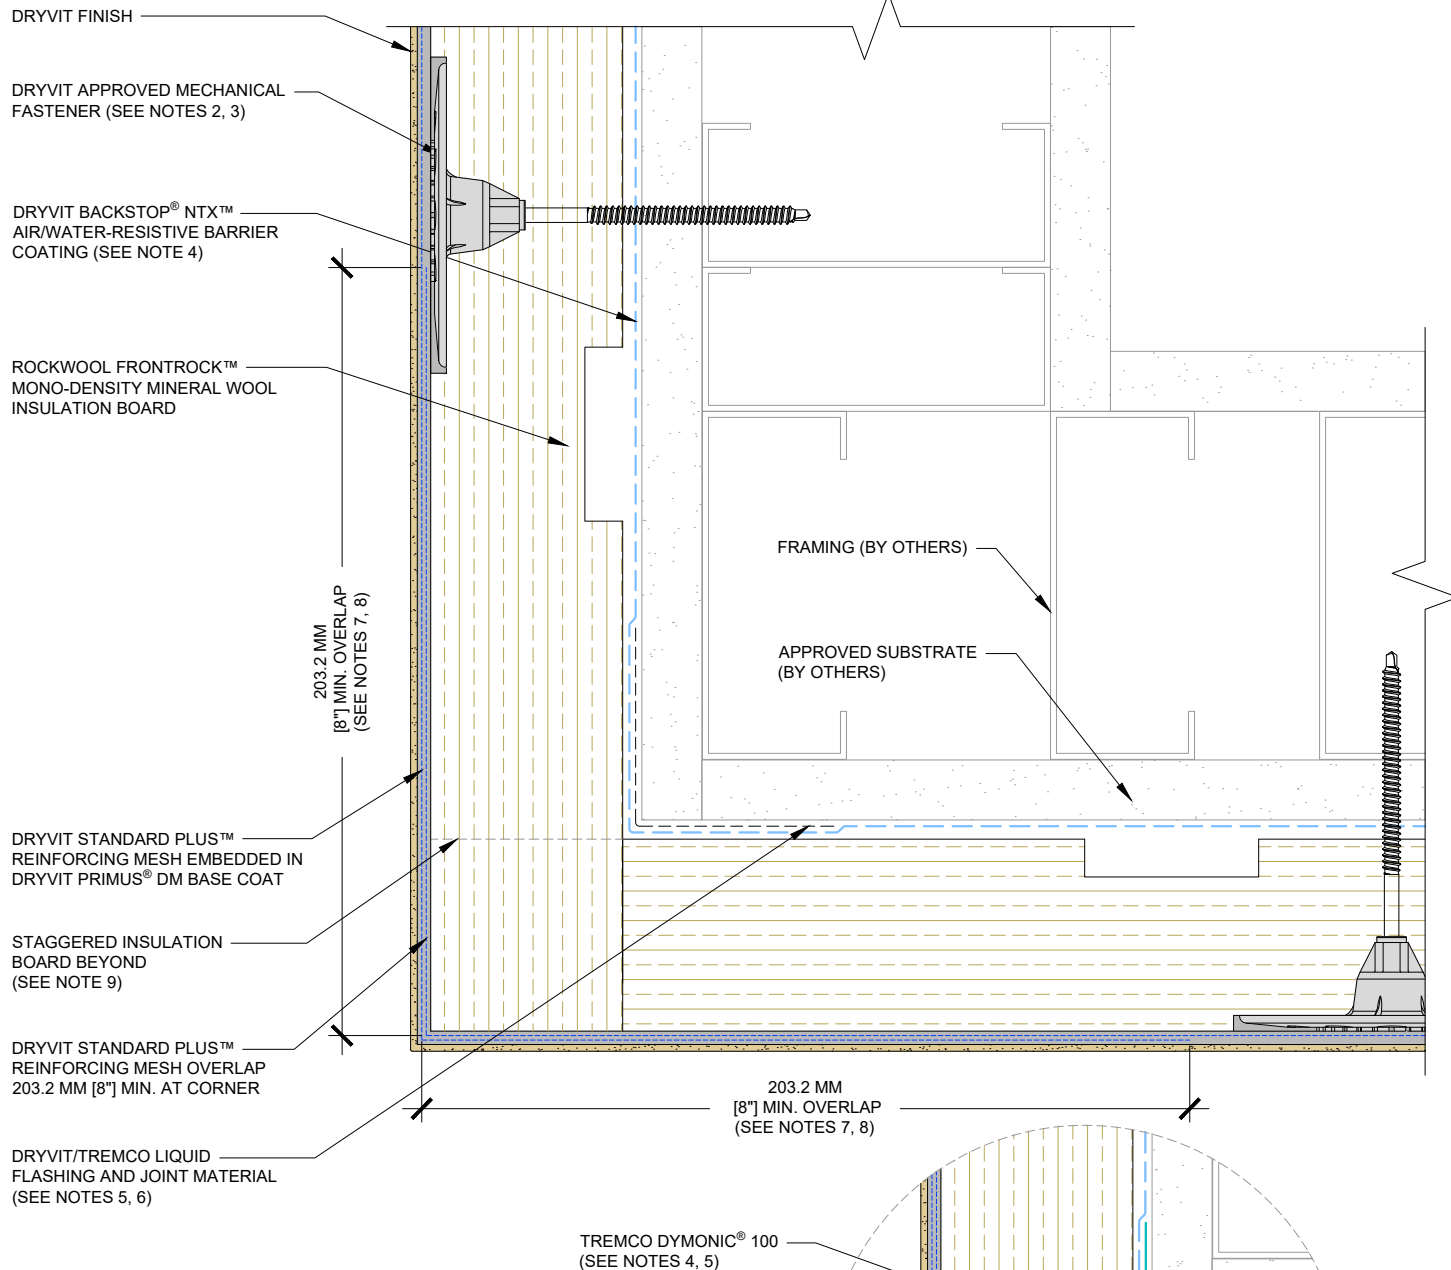 DRYVIT FINISH
DRYVIT APPROVED MECHANICAL
FASTENER (SEE NOTES 2, 3)
DRYVIT BACKSTOP® NTX™
AIR/WATER-RESISTIVE BARRIER
COATING (SEE NOTE 4)
ROCKWOOL FRONTROCK™
MONO-DENSITY MINERAL WOOL
INSULATION BOARD
FRAMING (BY OTHERS)
APPROVED SUBSTRATE
(BY OTHERS)
203.2 MM
[8"] MIN. OVERLAP
(SEE NOTES 7, 8)
DRYVIT STANDARD PLUS™
REINFORCING MESH EMBEDDED IN
DRYVIT PRIMUS® DM BASE COAT
STAGGERED INSULATION
BOARD BEYOND
(SEE NOTE 9)
DRYVIT STANDARD PLUS™
REINFORCING MESH OVERLAP
203.2 MM [8"] MIN. AT CORNER
203.2 MM
[8"] MIN. OVERLAP
(SEE NOTES 7, 8)
DRYVIT/TREMCO LIQUID
FLASHING AND JOINT MATERIAL
(SEE NOTES 5, 6)
TREMCO DYMONIC® 100
(SEE NOTES 4, 5)